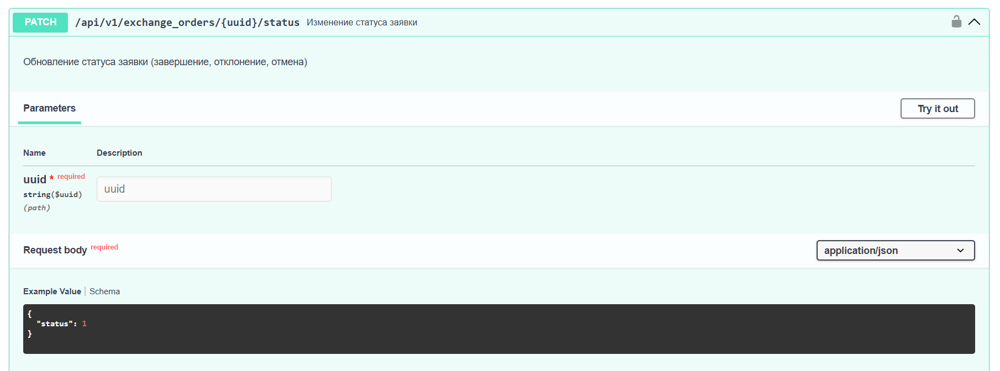 PATCH /api/v1/exchange_orders/{uuid}/status Изменение статуса заявки
Обновление статуса заявки (завершение, отклонение, отмена)
Parameters
Try it out
Name Description
uuid * required
string($uuid)
(path)
uuid
Request body required
application/json
Example Value | Schema
{
"status": 1
}